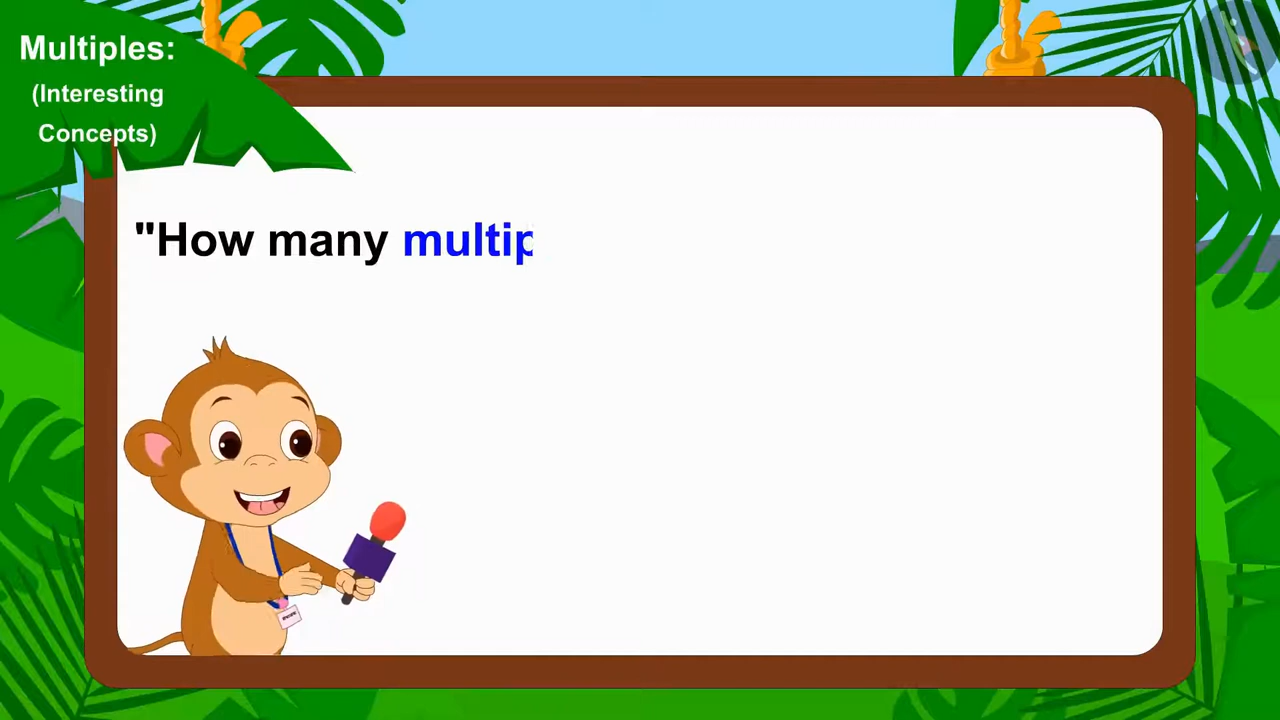 Multiples:
(Interesting
Concepts)
"How many multip